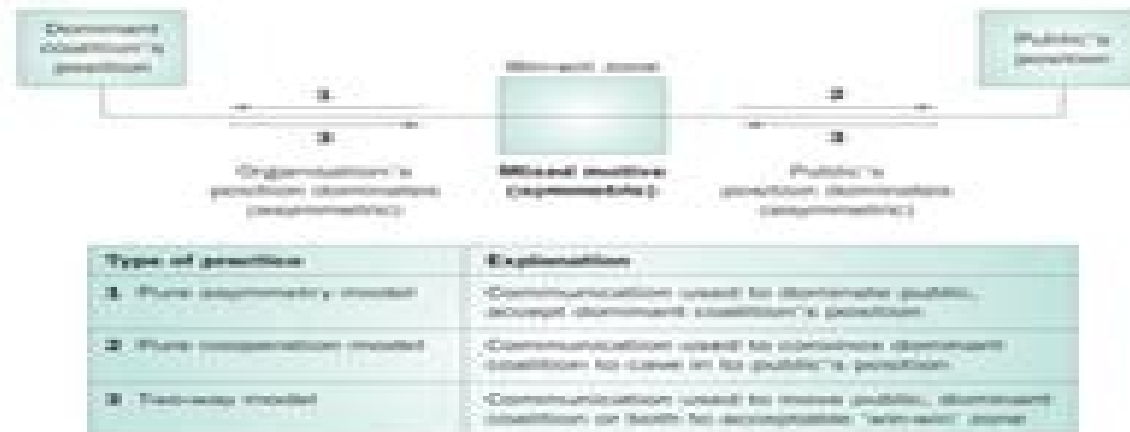 Dominant
coalition's
position
Public's
position
Win-win zone
1
2
3
3
Organisation's
position dominates
(asymmetric)
Mixed motive
(symmetric)
Public's
position dominates
(asymmetric)
Type of practice
Explanation
1 Pure asymmetry model
Communication used to dominate public,
accept dominant coalition's position
2 Pure cooperation model
Communication used to convince dominant
coalition to cave in to public's position
3 Two-way model
Communication used to move public, dominant
coalition or both to acceptable 'win-win' zone